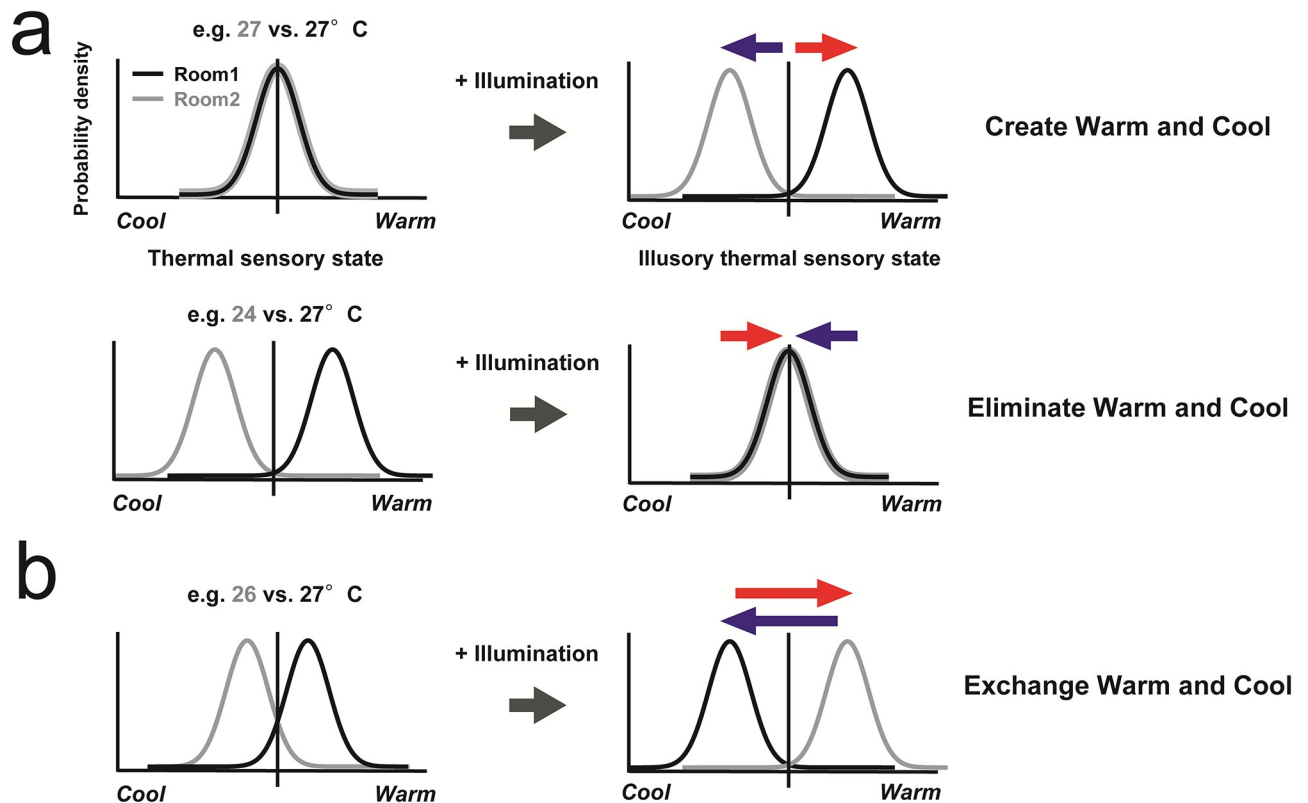 a
e.g. 27 vs. 27° C
Room1
Room2
Probability density
Cool
Warm
Thermal sensory state
+ Illumination
Cool
Warm
Illusory thermal sensory state
Create Warm and Cool
e.g. 24 vs. 27° C
Cool
Warm
+ Illumination
Cool
Warm
Eliminate Warm and Cool
b
e.g. 26 vs. 27° C
Cool
Warm
+ Illumination
Cool
Warm
Exchange Warm and Cool